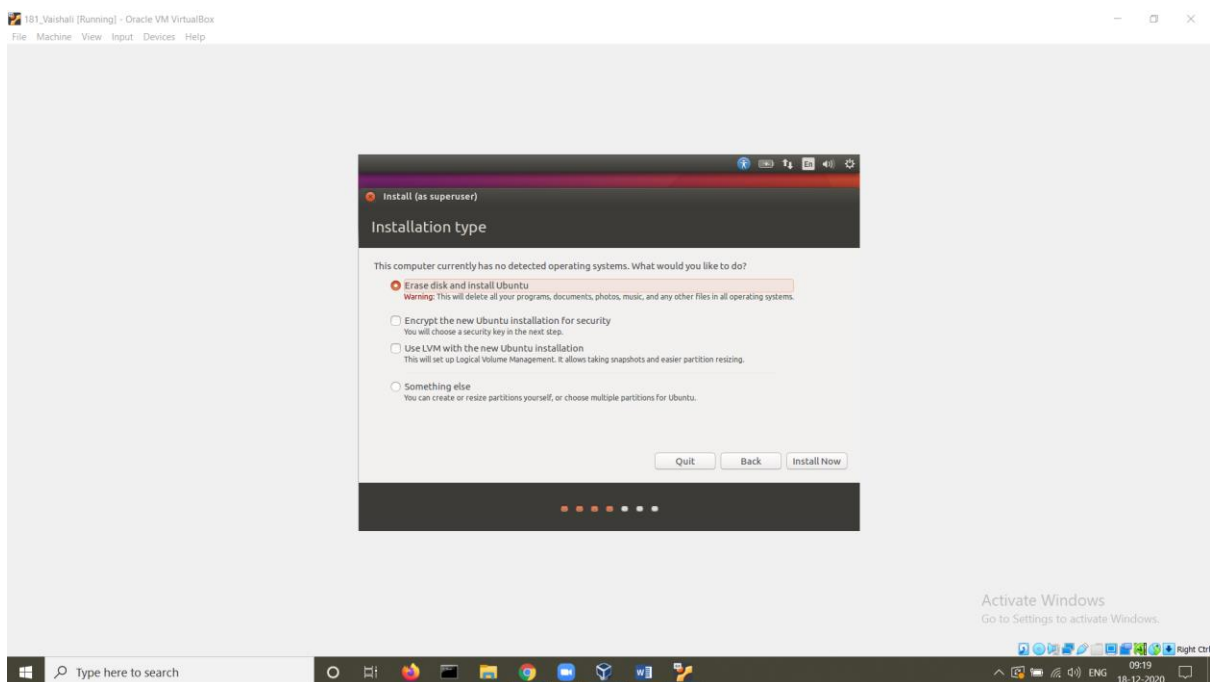 181_Vaishali [Running] - Oracle VM VirtualBox
File Machine View Input Devices Help
En
Install (as superuser)
Installation type
This computer currently has no detected operating systems. What would you like to do?
Erase disk and install Ubuntu
Warning: This will delete all your programs, documents, photos, music, and any other files in all operating systems.
Encrypt the new Ubuntu installation for security
You will choose a security key in the next step.
Use LVM with the new Ubuntu installation
This will set up Logical Volume Management. It allows taking snapshots and easier partition resizing.
Something else
You can create or resize partitions yourself, or choose multiple partitions for Ubuntu.
Quit Back Install Now
Activate Windows
Go to Settings to activate Windows.
Right Ctrl
Type here to search
ENG
09:19
18-12-2020